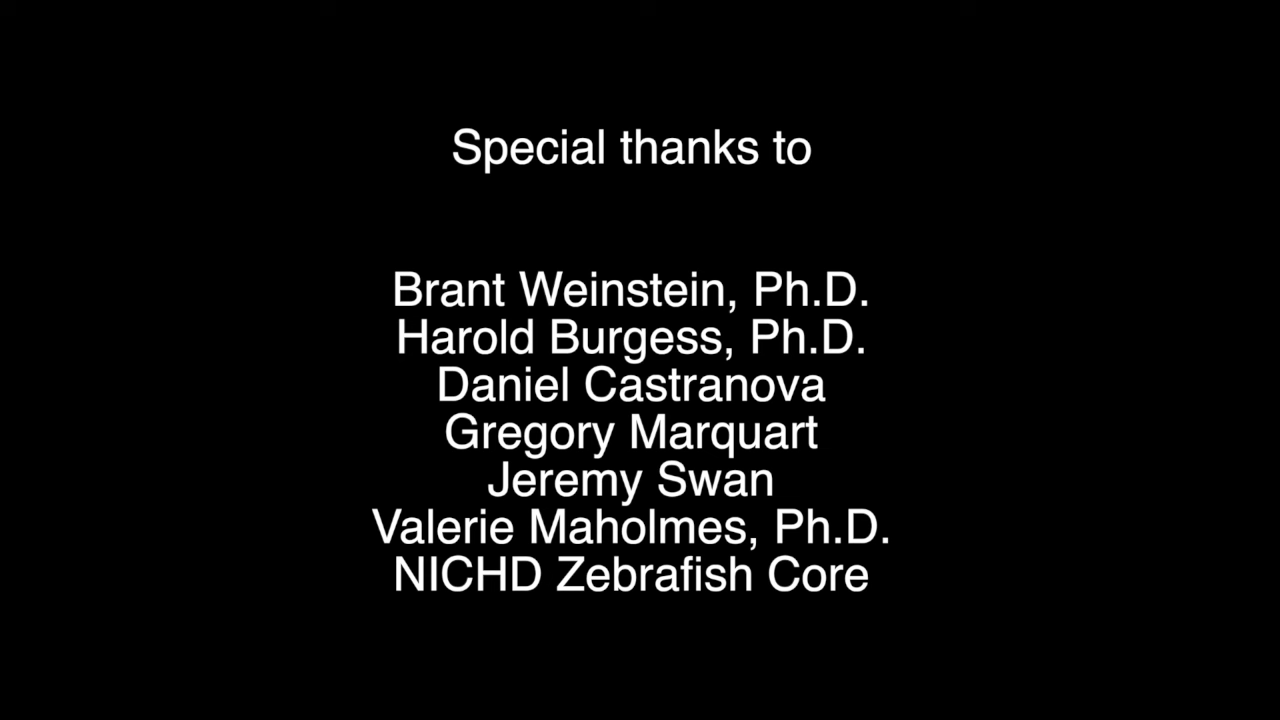 Special thanks to
Brant Weinstein, Ph.D.
Harold Burgess, Ph.D.
Daniel Castranova
Gregory Marquart
Jeremy Swan
Valerie Maholmes, Ph.D.
NICHD Zebrafish Core